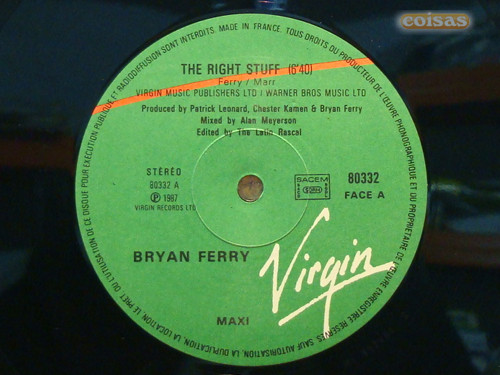 coisas
MADE IN FRANCE. TOUS DROITS DU PRODUCTEUR DE L'ŒUVRE PHONOGRAPHIQUE ET DU PROPRIETAIRE DE L'ŒUVRE ENREGISTREE RESERVES. SAUF AUTORISATION, LA DUPLICATION, LA LOCATION, LE PRET OU L'UTILISATION DE CE DISQUE POUR EXECUTION PUBLIQUE ET RADIODIFFUSION SONT INTERDITS.
THE RIGHT STUFF (6'40)
Ferry / Marr
VIRGIN MUSIC PUBLISHERS LTD / WARNER BROS MUSIC LTD
Produced by Patrick Leonard, Chester Kamen & Bryan Ferry
Mixed by Alan Meyerson
Edited by The Latin Rascal
STÉRÉO
80332 A
Ⓟ 1987
VIRGIN RECORDS LTD
SACEM
80332
FACE A
BRYAN FERRY
Virgin
MAXI